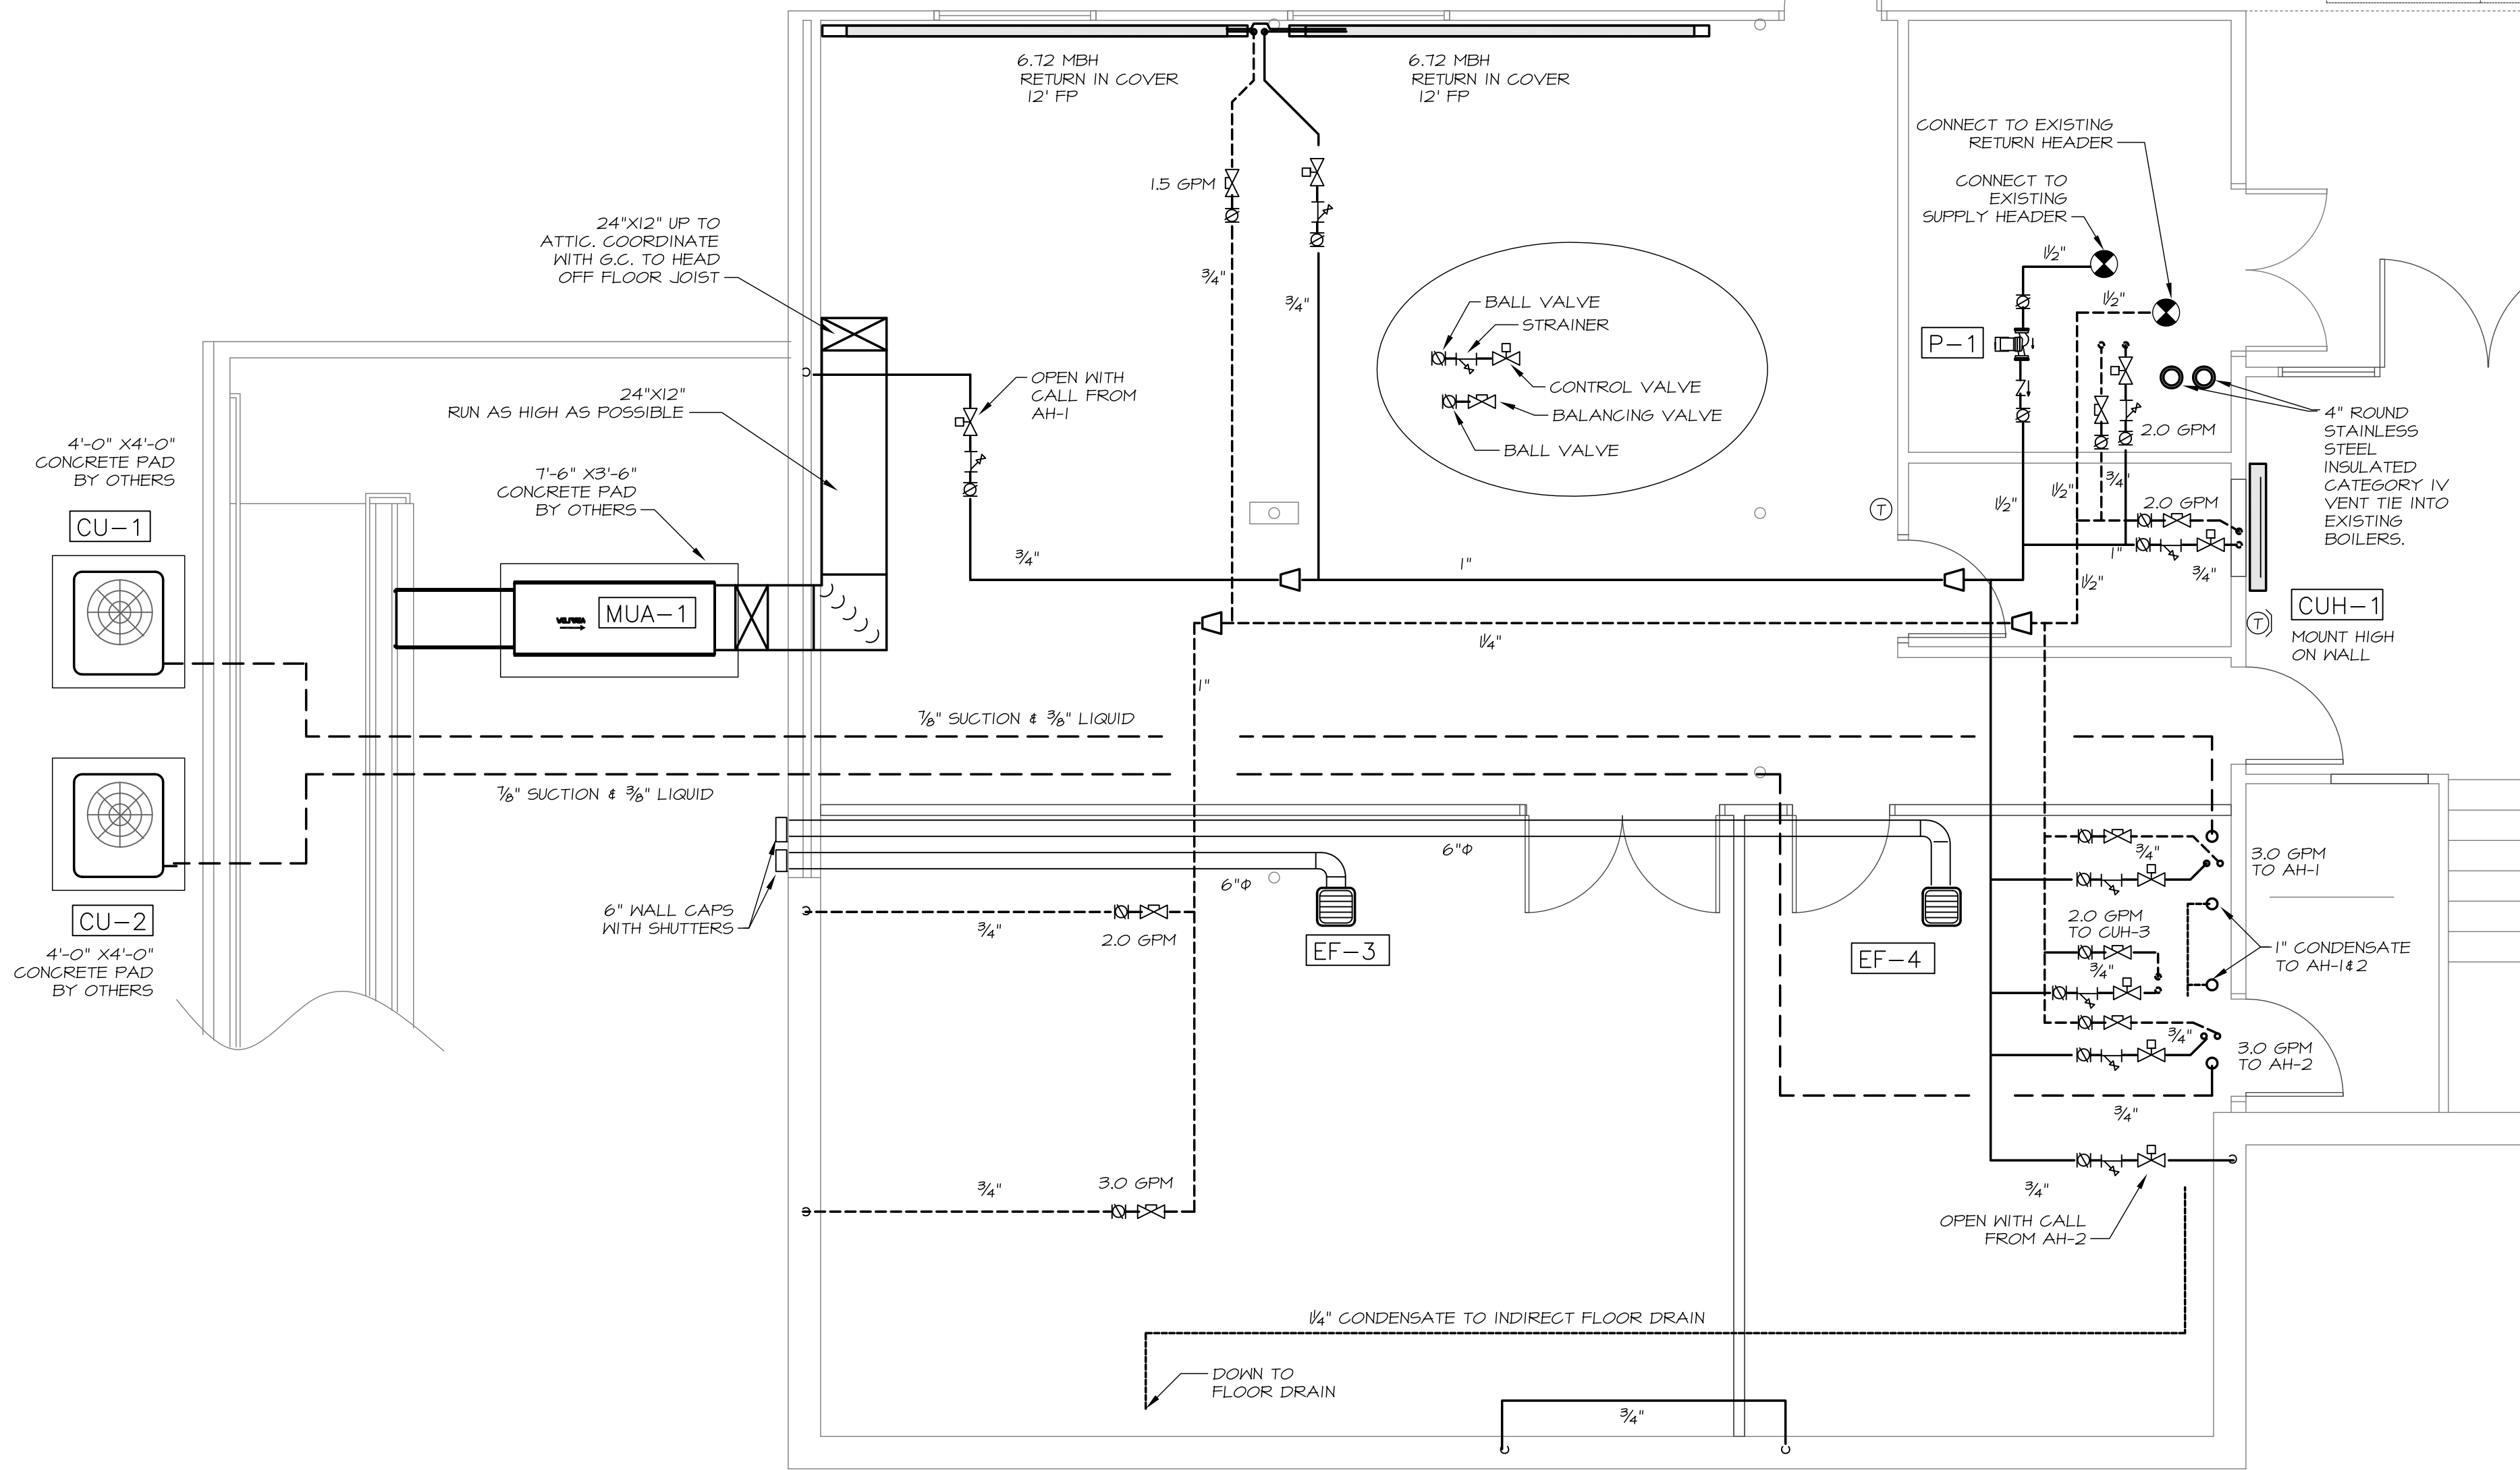 6.72 MBH
RETURN IN COVER
12' FP
6.72 MBH
RETURN IN COVER
12' FP
CONNECT TO EXISTING
RETURN HEADER
CONNECT TO
EXISTING
SUPPLY HEADER
1.5 GPM
24"X12" UP TO
ATTIC. COORDINATE
WITH G.C. TO HEAD
OFF FLOOR JOIST
1½"
1½"
¾"
¾"
BALL VALVE
STRAINER
CONTROL VALVE
BALANCING VALVE
BALL VALVE
P-1
OPEN WITH
CALL FROM
AH-1
24"X12"
RUN AS HIGH AS POSSIBLE
4'-0" X4'-0"
CONCRETE PAD
BY OTHERS
7'-6" X3'-6"
CONCRETE PAD
BY OTHERS
CU-1
2.0 GPM
4" ROUND
STAINLESS
STEEL
INSULATED
CATEGORY IV
VENT TIE INTO
EXISTING
BOILERS.
¾"
1½"
1½"
2.0 GPM
T
¾"
1"
1"
¾"
1½"
MUA-1
CUH-1
T
MOUNT HIGH
ON WALL
1¼"
1"
⅞" SUCTION & ⅜" LIQUID
⅞" SUCTION & ⅜" LIQUID
6"Φ
6"Φ
¾"
3.0 GPM
TO AH-1
CU-2
4'-0" X4'-0"
CONCRETE PAD
BY OTHERS
6" WALL CAPS
WITH SHUTTERS
¾"
2.0 GPM
EF-3
EF-4
2.0 GPM
TO CUH-3
¾"
1" CONDENSATE
TO AH-1&2
¾"
3.0 GPM
TO AH-2
¾"
¾"
3.0 GPM
¾"
OPEN WITH CALL
FROM AH-2
1¼" CONDENSATE TO INDIRECT FLOOR DRAIN
DOWN TO
FLOOR DRAIN
¾"